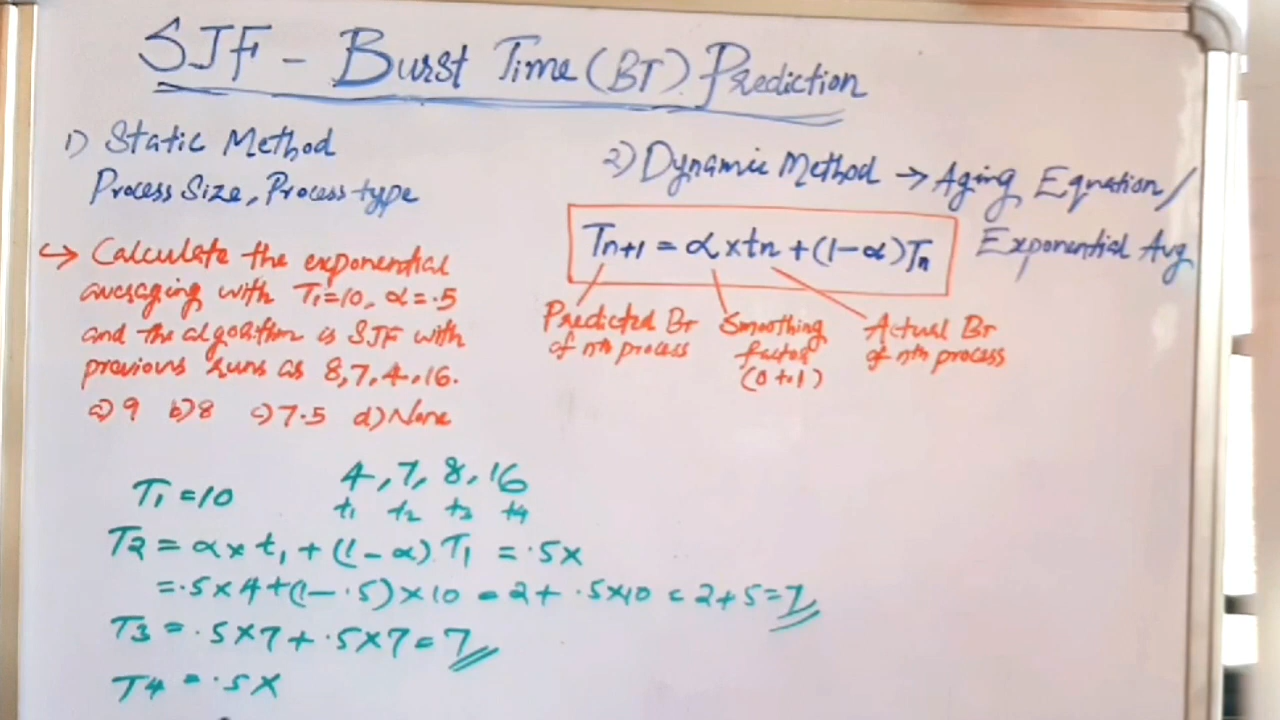 SJF - Burst Time (BT) Prediction
1) Static Method
Process Size, Process type
↳ Calculate the exponential
averaging with T1=10, α=.5
and the algorithm is SJF with
previous runs as 8, 7, 4, 16.
a) 9 b) 8 c) 7.5 d) None
2) Dynamic Method → Aging Equation/
Exponential Avg
Tn+1 = α x tn + (1-α) Tn
Predicted BT
of nth process
Smoothing
factor
(0 to 1)
Actual BT
of nth process
T1 = 10
4, 7, 8, 16
t1 t2 t3 t4
T2 = α x t1 + (1-α) T1 = .5x
= .5 x 4 + (1-.5) x 10 = 2 + .5x10 = 2+5=7
T3 = .5 x 7 + .5 x 7 = 7
T4 = .5 x